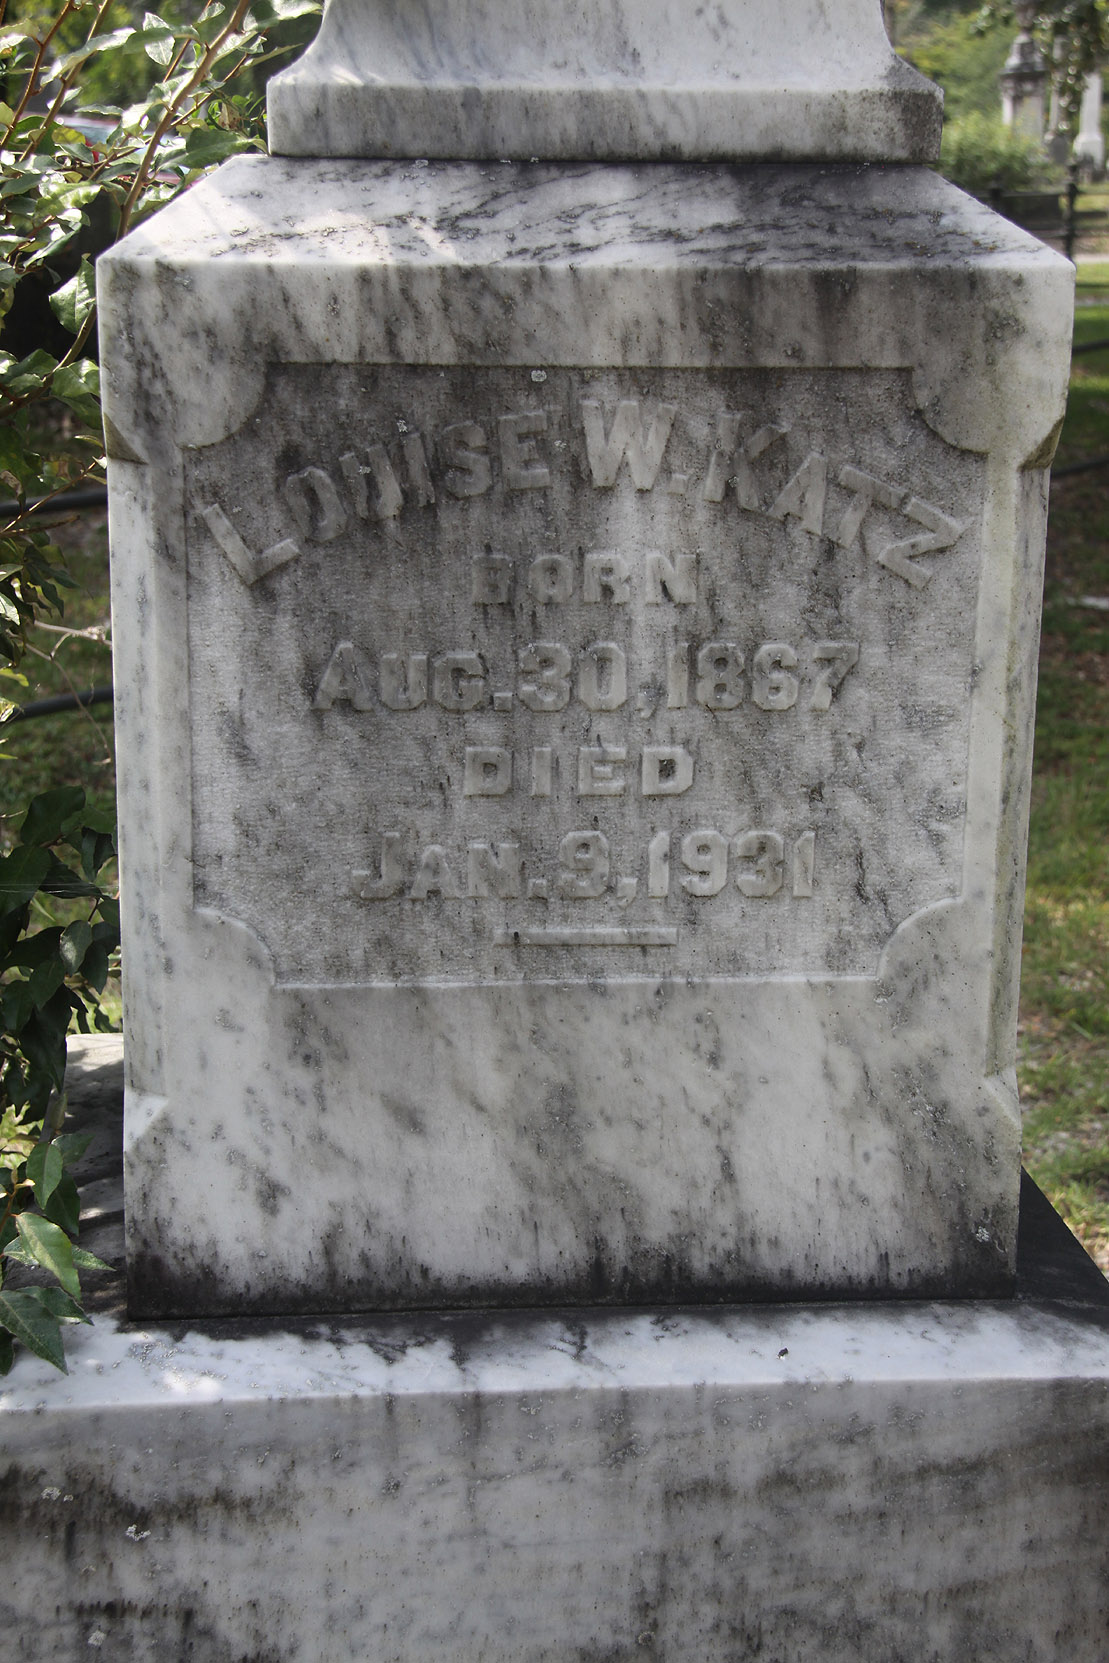 LOUISE W. KATZ
BORN
AUG. 30, 1867
DIED
JAN. 9, 1931